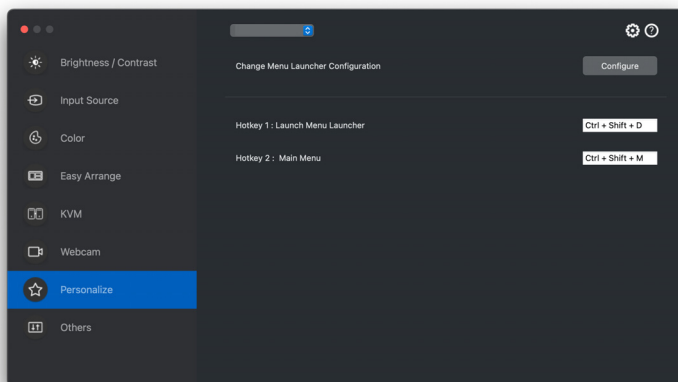 Brightness / Contrast
Input Source
Color
Easy Arrange
KVM
Webcam
Personalize
Others
Change Menu Launcher Configuration
Configure
Hotkey 1 : Launch Menu Launcher
Ctrl + Shift + D
Hotkey 2 : Main Menu
Ctrl + Shift + M